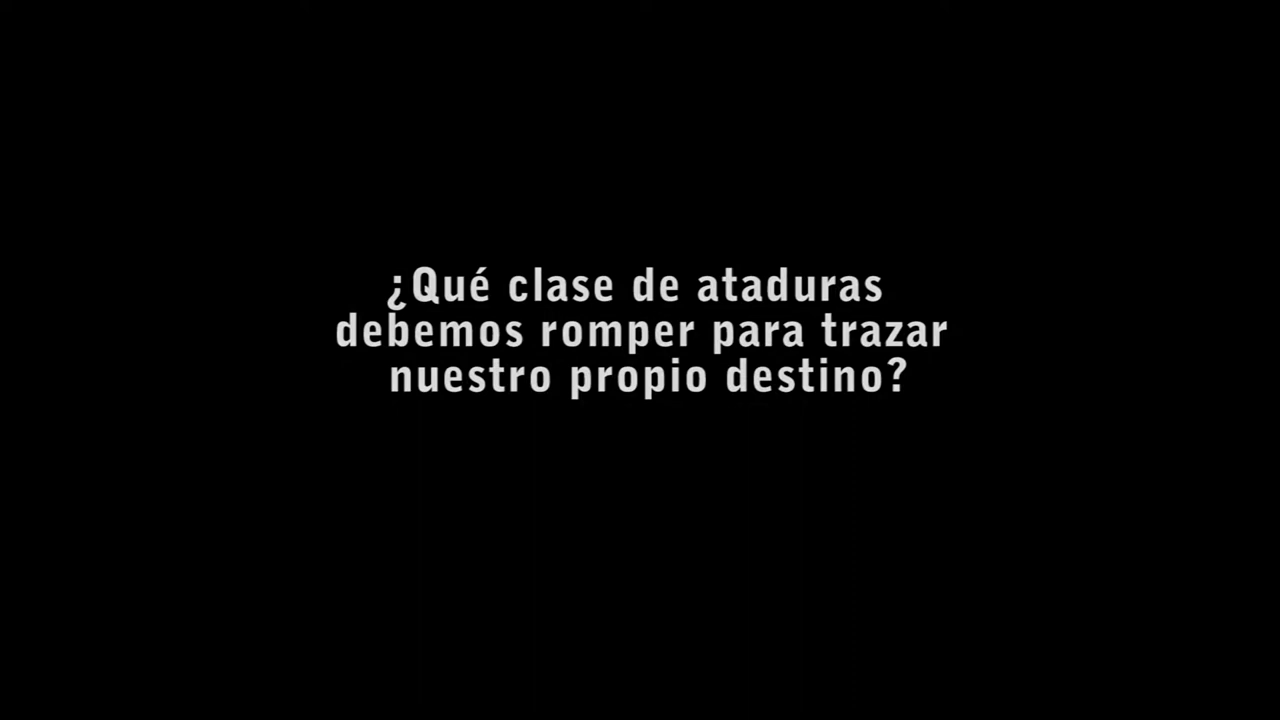 ¿Qué clase de ataduras
debemos romper para trazar
nuestro propio destino?